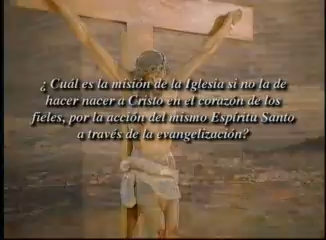 ¿ Cuál es la misión de la Iglesia si no la de
hacer nacer a Cristo en el corazón de los
fieles, por la acción del mismo Espíritu Santo
a través de la evangelización?